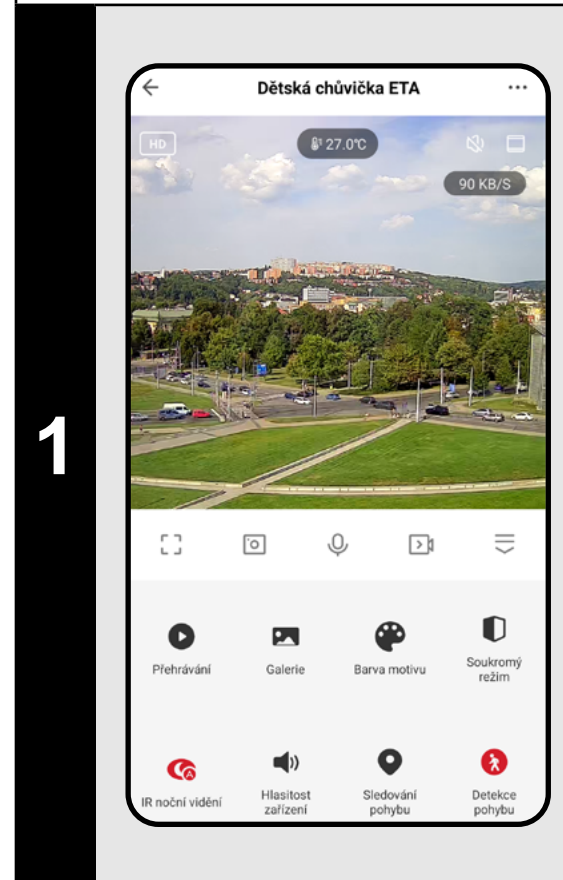 Dětská chůvička ETA
HD
27.0°C
90 KB/S
1
Přehrávání
Galerie
Barva motivu
Soukromý
režim
IR noční vidění
Hlasitost
zařízení
Sledování
pohybu
Detekce
pohybu